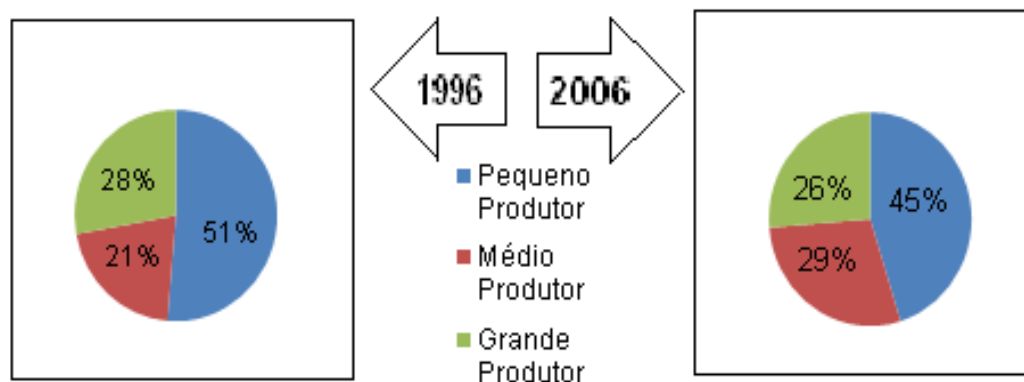 1996
2006
28%
51%
21%
Pequeno
Produtor
Médio
Produtor
Grande
Produtor
26%
45%
29%